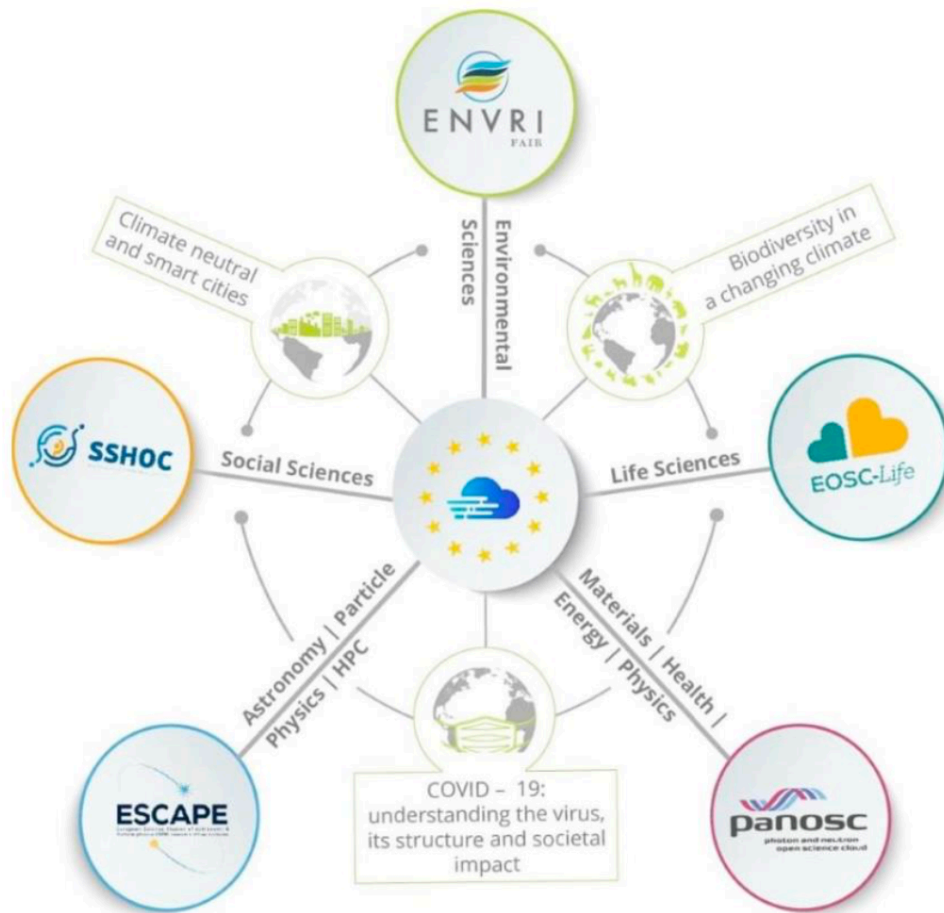 ENVRI
FAIR
Climate neutral
and smart cities
Environmental
Sciences
Biodiversity in
a changing climate
SSHOC
Social Sciences
Life Sciences
EOSC-Life
Astronomy | Particle
Physics | HPC
Materials | Health |
Energy | Physics
ESCAPE
COVID – 19:
understanding the virus,
its structure and societal
impact
panosc
photon and neutron
open science cloud